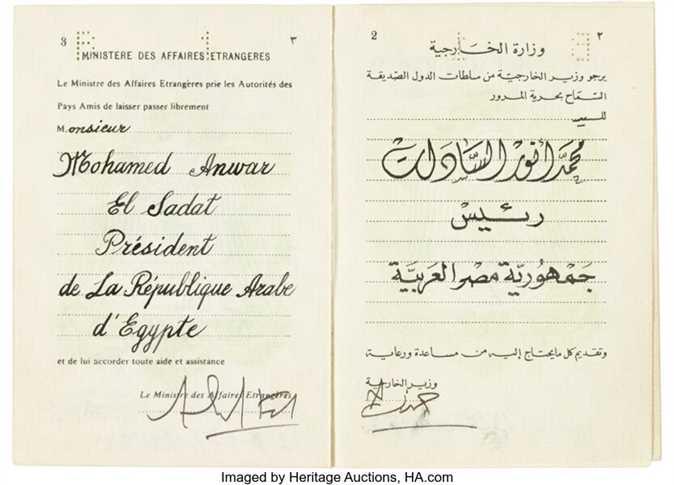 3
٣
MINISTERE DES AFFAIRES ETRANGERES
Le Ministre des Affaires Etrangères prie les Autorités des
Pays Amis de laisser passer librement
Monsieur
Mohamed Anwar
El Sadat
Président
de La République Arabe
d'Egypte
et de lui accorder toute aide et assistance
Le Ministre des Affaires Etrangères
2
٢
وزارة الخارجية
يرجو وزير الخارجية من سلطات الدول الصديقة
السماح بحرية المرور
للسيد
محمد أنور السادات
رئيس
جمهورية مصر العربية
وتقديم كل ما يحتاج إليه من مساعدة ورعاية
وزير الخارجية
Imaged by Heritage Auctions, HA.com